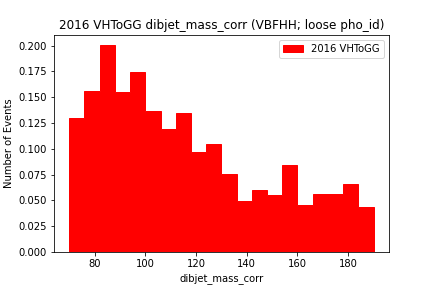 2016 VHToGG dibjet_mass_corr (VBFHH; loose pho_id)
2016 VHToGG
0.200
0.175
0.150
0.125
0.100
0.075
0.050
0.025
0.000
Number of Events
80 100 120 140 160 180
dibjet_mass_corr